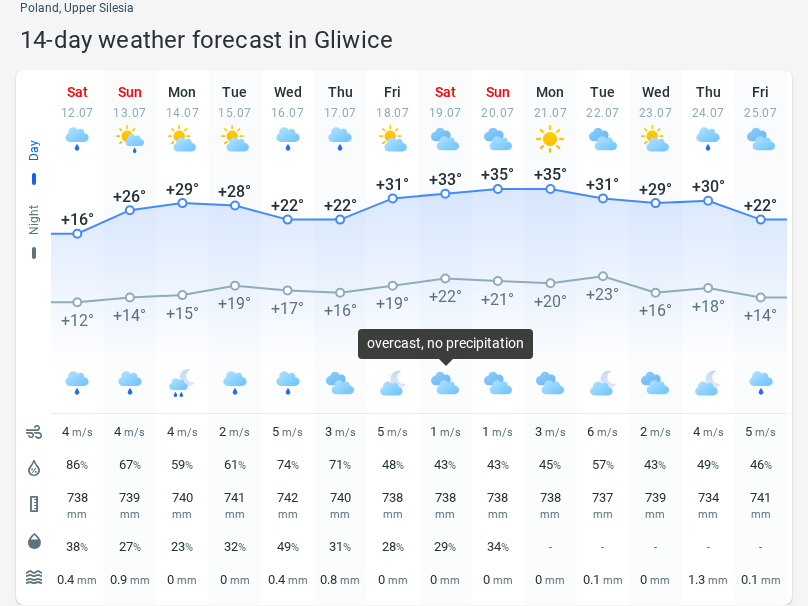 Poland, Upper Silesia
14-day weather forecast in Gliwice
Sat Sun Mon Tue Wed Thu Fri Sat Sun Mon Tue Wed Thu Fri
12.07 13.07 14.07 15.07 16.07 17.07 18.07 19.07 20.07 21.07 22.07 23.07 24.07 25.07
Day
Night
+16° +26° +29° +28° +22° +22° +31° +33° +35° +35° +31° +29° +30° +22°
+12° +14° +15° +19° +17° +16° +19° +22° +21° +20° +23° +16° +18° +14°
overcast, no precipitation
4 m/s 4 m/s 4 m/s 2 m/s 5 m/s 3 m/s 5 m/s 1 m/s 1 m/s 3 m/s 6 m/s 2 m/s 4 m/s 5 m/s
86% 67% 59% 61% 74% 71% 48% 43% 43% 45% 57% 43% 49% 46%
738 739 740 741 742 740 738 738 738 738 737 739 734 741
mm mm mm mm mm mm mm mm mm mm mm mm mm mm
38% 27% 23% 32% 49% 31% 28% 29% 34% - - - - -
0.4 mm 0.9 mm 0 mm 0 mm 0.4 mm 0.8 mm 0 mm 0 mm 0 mm 0 mm 0.1 mm 0 mm 1.3 mm 0.1 mm